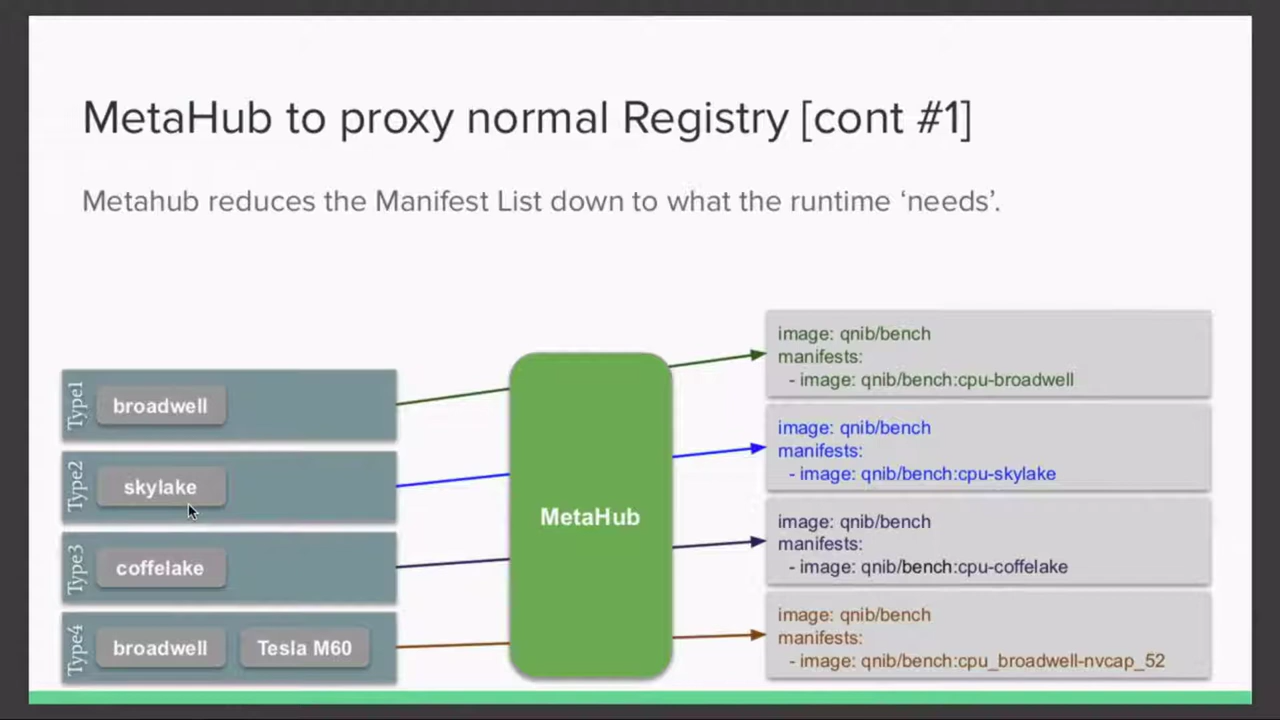 MetaHub to proxy normal Registry [cont #1]
Metahub reduces the Manifest List down to what the runtime ‘needs’.
Type1
broadwell
Type2
skylake
Type3
coffelake
Type4
broadwell
Tesla M60
MetaHub
image: qnib/bench
manifests:
- image: qnib/bench:cpu-broadwell
image: qnib/bench
manifests:
- image: qnib/bench:cpu-skylake
image: qnib/bench
manifests:
- image: qnib/bench:cpu-coffelake
image: qnib/bench
manifests:
- image: qnib/bench:cpu_broadwell-nvcap_52